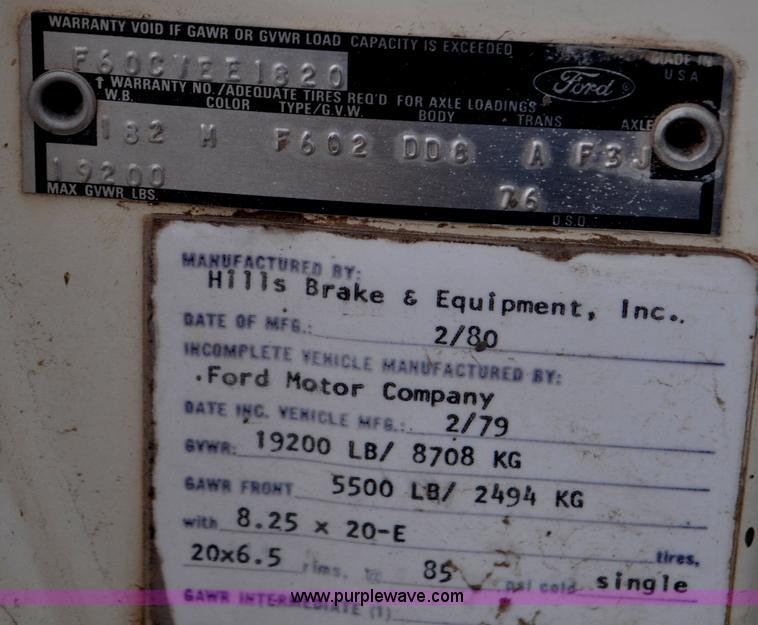 WARRANTY VOID IF GAWR OR GVWR LOAD CAPACITY IS EXCEEDED
MADE IN
U S A
F60CVEE1820
Ford
↑ WARRANTY NO./ADEQUATE TIRES REQ'D FOR AXLE LOADINGS
W.B. COLOR TYPE/G.V.W. BODY TRANS AXLE
182 M F602 DD8 A F3J
19200 76
MAX GVWR LBS. D.S.O.
MANUFACTURED BY:
Hills Brake & Equipment, Inc..
DATE OF MFG.: 2/80
INCOMPLETE VEHICLE MANUFACTURED BY:
.Ford Motor Company
DATE INC. VEHICLE MFG.: 2/79
GVWR: 19200 LB/ 8708 KG
GAWR FRONT 5500 LB/ 2494 KG
with 8.25 x 20-E tires,
20x6.5 rims, @ 85 psi cold single
GAWR INTERMEDIATE (1)
www.purplewave.com